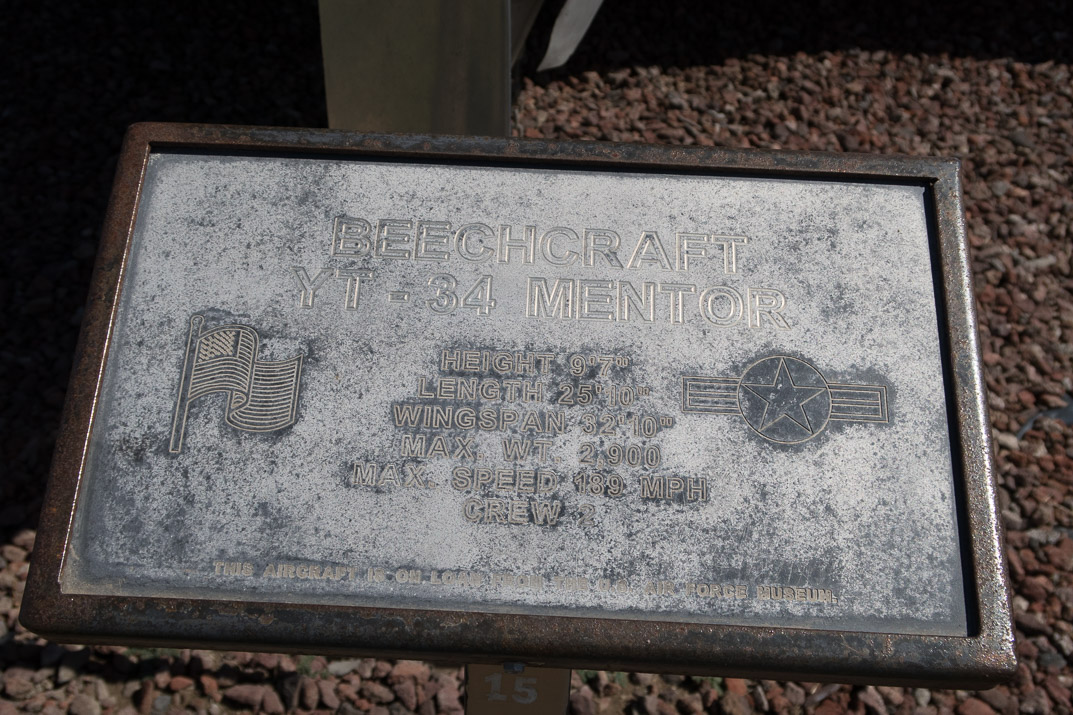 BEECHCRAFT
YT - 34 MENTOR
HEIGHT 9'7"
LENGTH 25'10"
WINGSPAN 32'10"
MAX. WT. 2,900
MAX. SPEED 189 MPH
CREW 2
THIS AIRCRAFT IS ON LOAN FROM THE U.S. AIR FORCE MUSEUM.
15